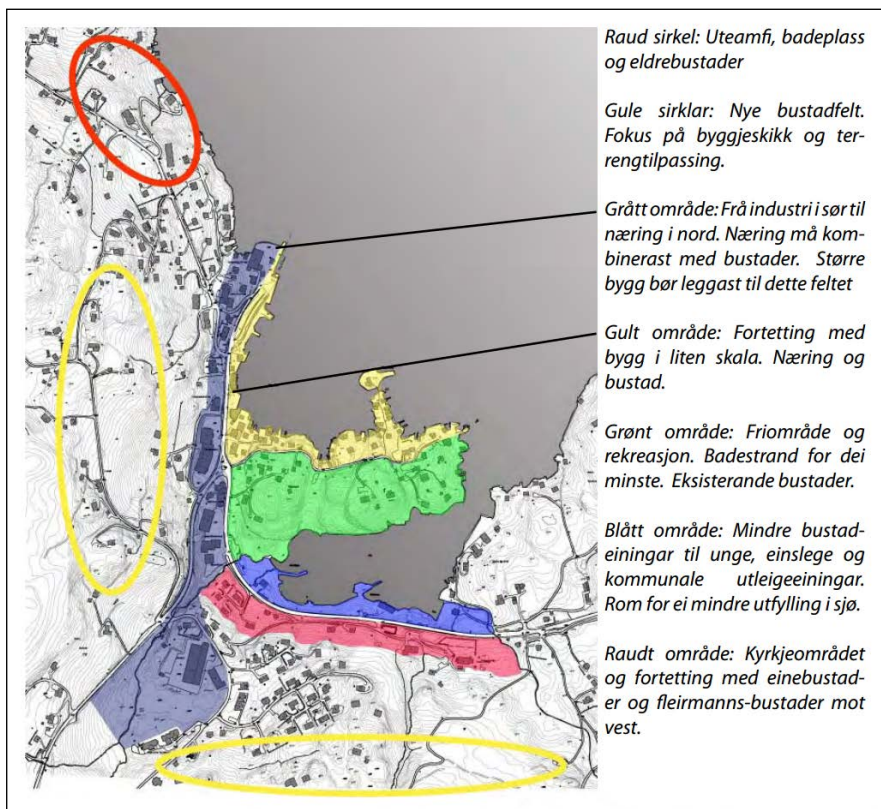 Raud sirkel: Uteamfi, badeplass
og eldrebustader
Gule sirklar: Nye bustadfelt.
Fokus på byggjeskikk og ter-
rengtilpassing.
Grått område: Frå industri i sør til
næring i nord. Næring må kom-
binerast med bustader. Større
bygg bør leggast til dette feltet
Gult område: Fortetting med
bygg i liten skala. Næring og
bustad.
Grønt område: Friområde og
rekreasjon. Badestrand for dei
minste. Eksisterande bustader.
Blått område: Mindre bustad-
einingar til unge, einslege og
kommunale utleigeeiningar.
Rom for ei mindre utfylling i sjø.
Raudt område: Kyrkjeområdet
og fortetting med einebustad-
er og fleirmanns-bustader mot
vest.